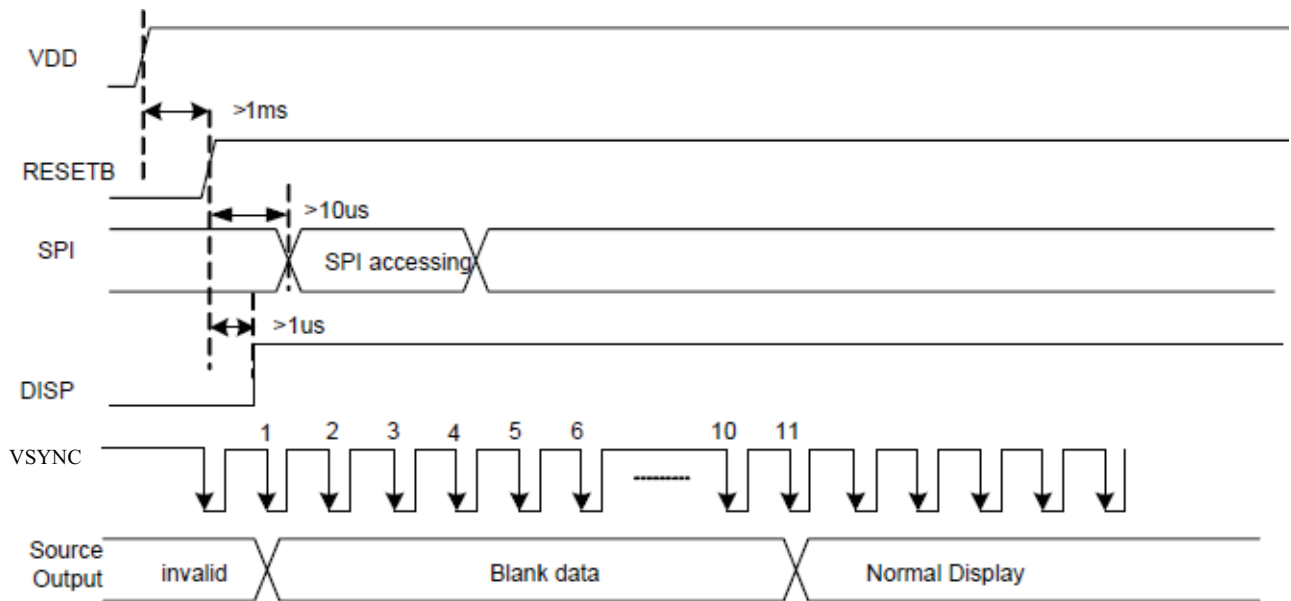 VDD
>1ms
RESETB
>10us
SPI
SPI accessing
>1us
DISP
1 2 3 4 5 6 10 11
VSYNC
Source
Output
invalid
Blank data
Normal Display